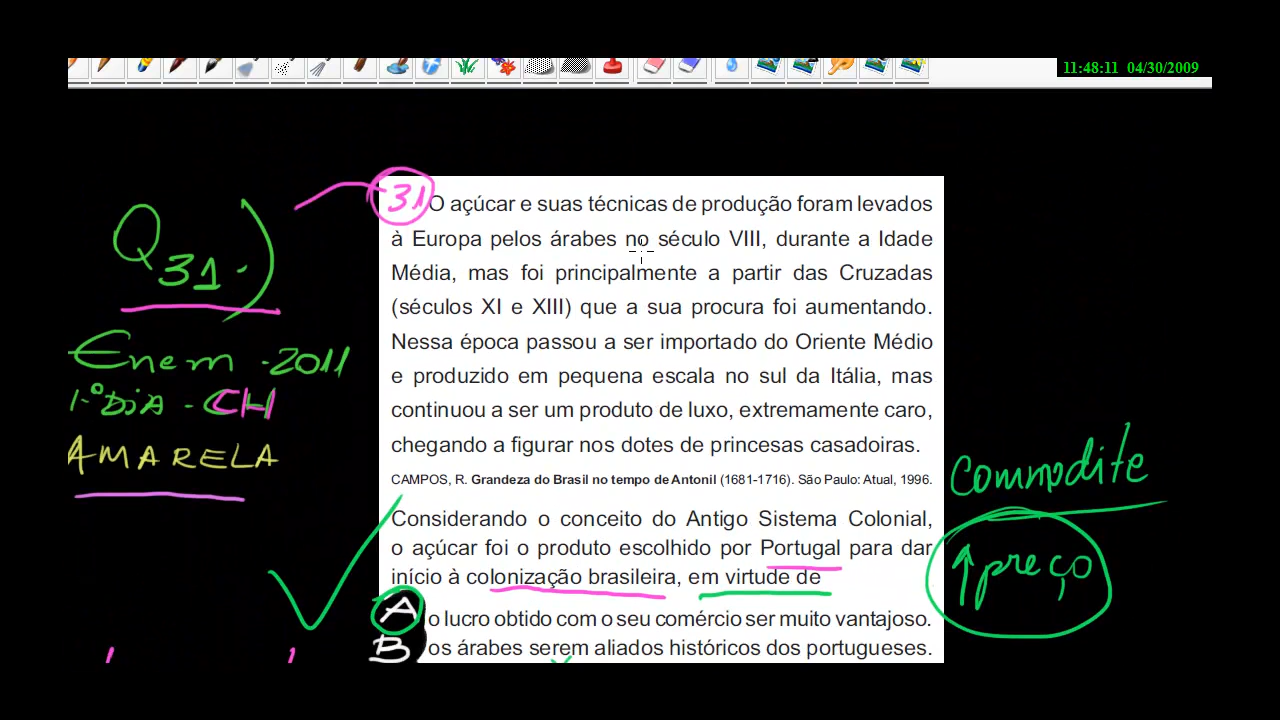 11:48:11 04/30/2009
Q31.)
Enem - 2011
1.º DiA - CH
AMARELA
31
O açúcar e suas técnicas de produção foram levados
à Europa pelos árabes no século VIII, durante a Idade
Média, mas foi principalmente a partir das Cruzadas
(séculos XI e XIII) que a sua procura foi aumentando.
Nessa época passou a ser importado do Oriente Médio
e produzido em pequena escala no sul da Itália, mas
continuou a ser um produto de luxo, extremamente caro,
chegando a figurar nos dotes de princesas casadoiras.
CAMPOS, R. Grandeza do Brasil no tempo de Antonil (1681-1716). São Paulo: Atual, 1996.
Considerando o conceito do Antigo Sistema Colonial,
o açúcar foi o produto escolhido por Portugal para dar
início à colonização brasileira, em virtude de
A o lucro obtido com o seu comércio ser muito vantajoso.
B os árabes serem aliados históricos dos portugueses.
Commodite
↑ preço